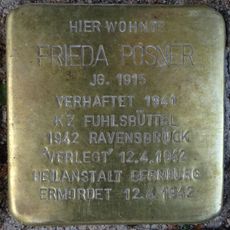 HIER WOHNTE
FRIEDA POSNER
JG. 1915
VERHAFTET 1941
KZ FUHLSBÜTTEL
1942 RAVENSBRÜCK
'VERLEGT' 12.4.1942
HEILANSTALT BERNBURG
ERMORDET 12.4.1942